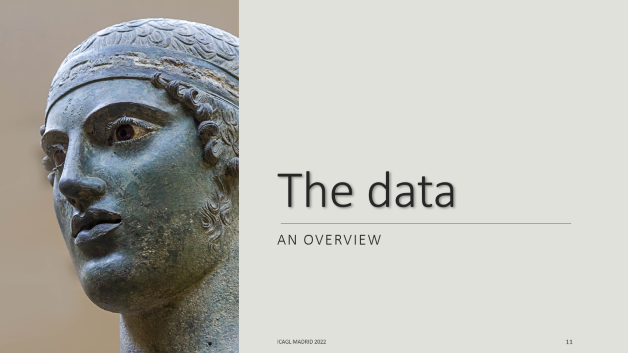 The data
AN OVERVIEW
ICAGL MADRID 2022
11